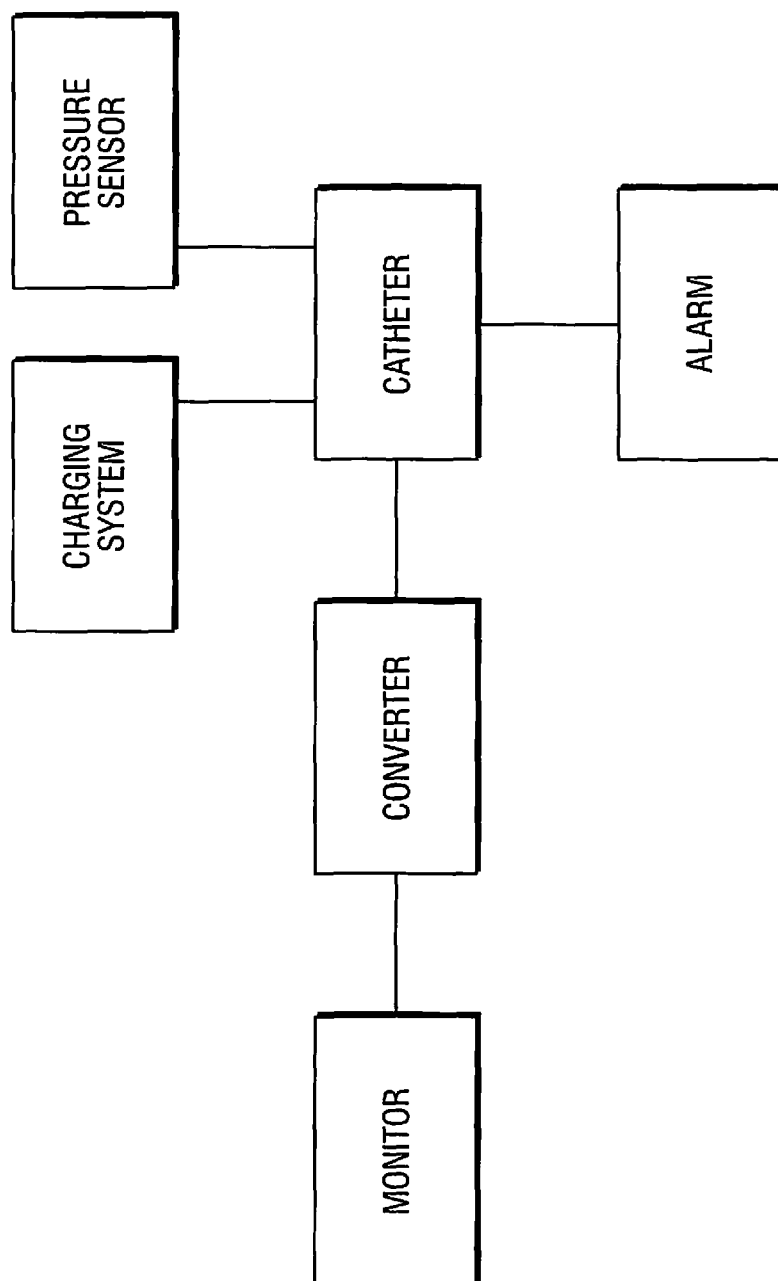 CHARGING
SYSTEM
PRESSURE
SENSOR
MONITOR
CONVERTER
CATHETER
ALARM